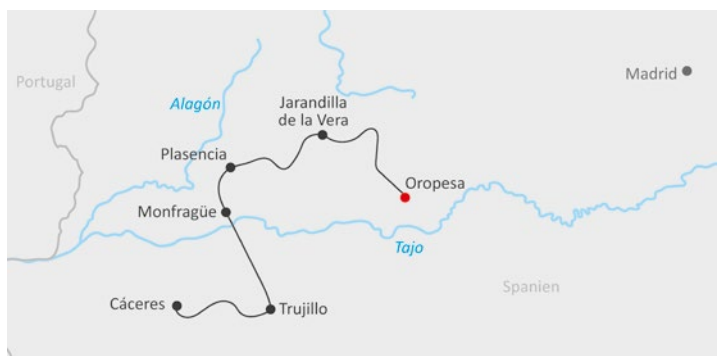 Madrid
Portugal
Alagón
Jarandilla
de la Vera
Plasencia
Oropesa
Monfragüe
Tajo
Spanien
Cáceres
Trujillo